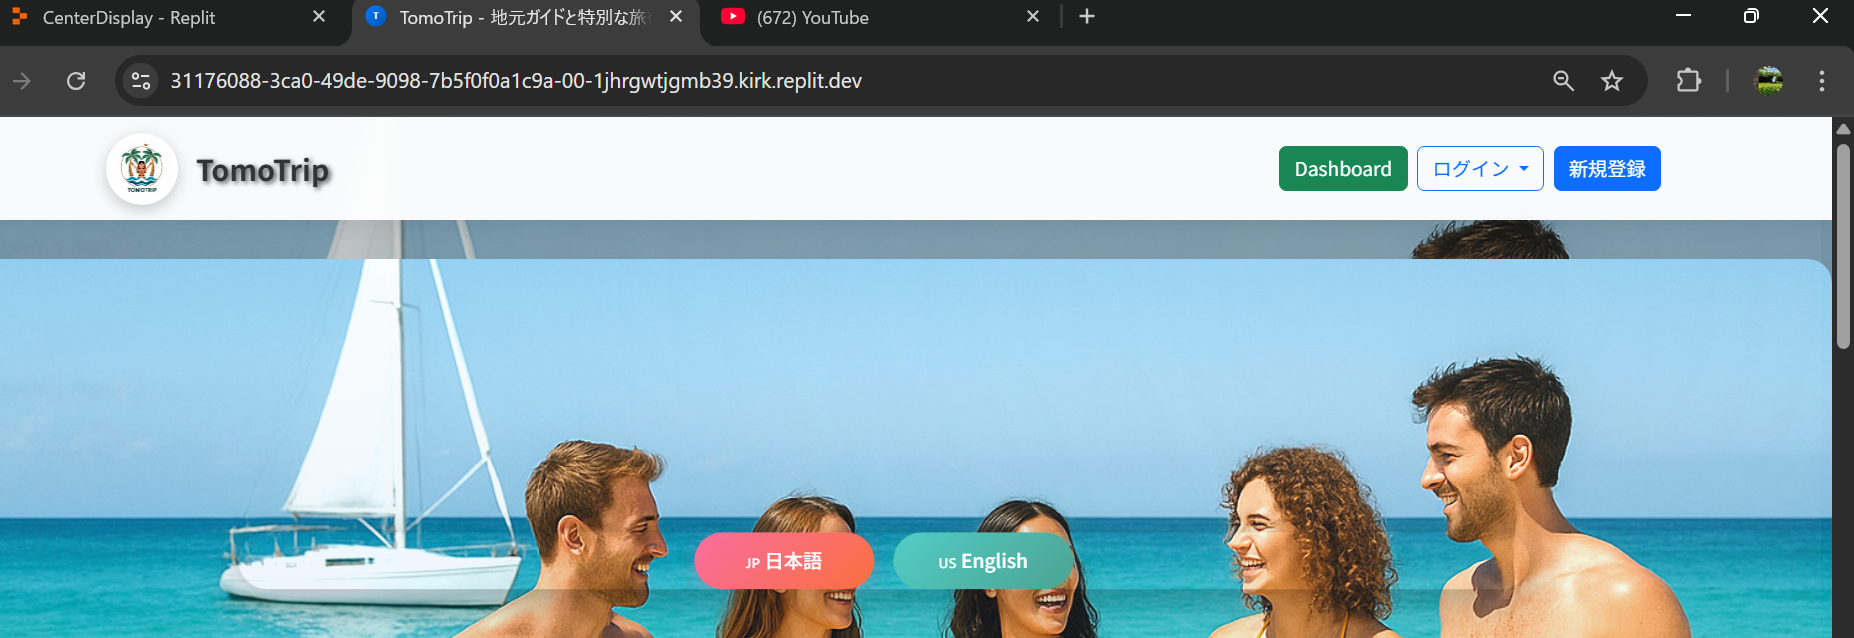 CenterDisplay - Replit
TomoTrip - 地元ガイドと特別な旅
(672) YouTube
31176088-3ca0-49de-9098-7b5f0f0a1c9a-00-1jhrgwtjgmb39.kirk.replit.dev
TOMOTRIP
TomoTrip
Dashboard
ログイン
新規登録
JP 日本語
US English